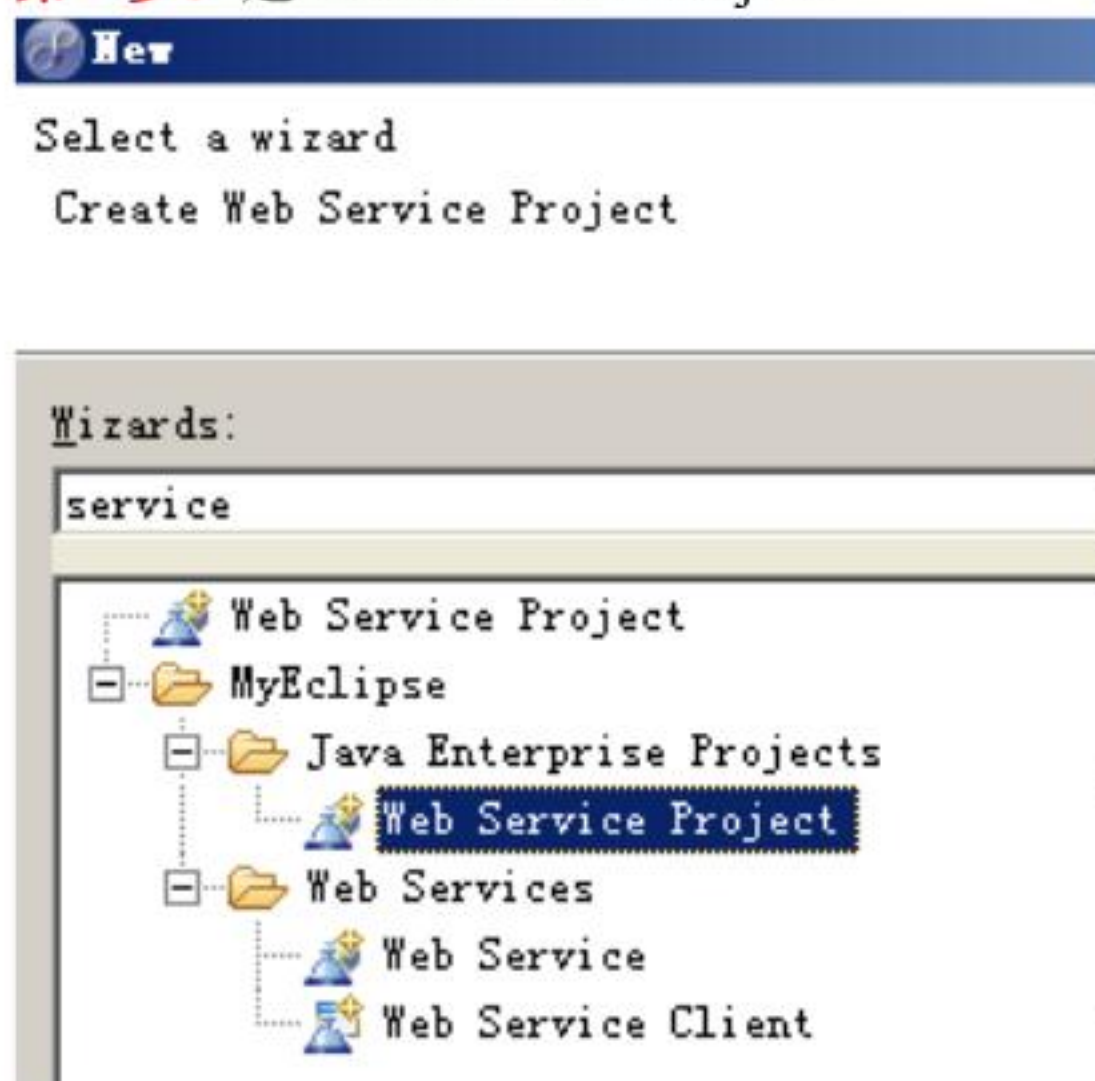 New
Select a wizard
Create Web Service Project
Wizards:
service
Web Service Project
MyEclipse
Java Enterprise Projects
Web Service Project
Web Services
Web Service
Web Service Client